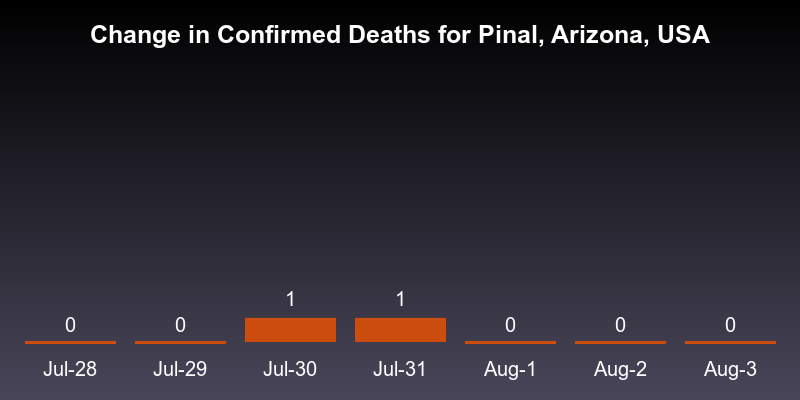 Change in Confirmed Deaths for Pinal, Arizona, USA
1 1
0 0 0 0 0
Jul-28 Jul-29 Jul-30 Jul-31 Aug-1 Aug-2 Aug-3